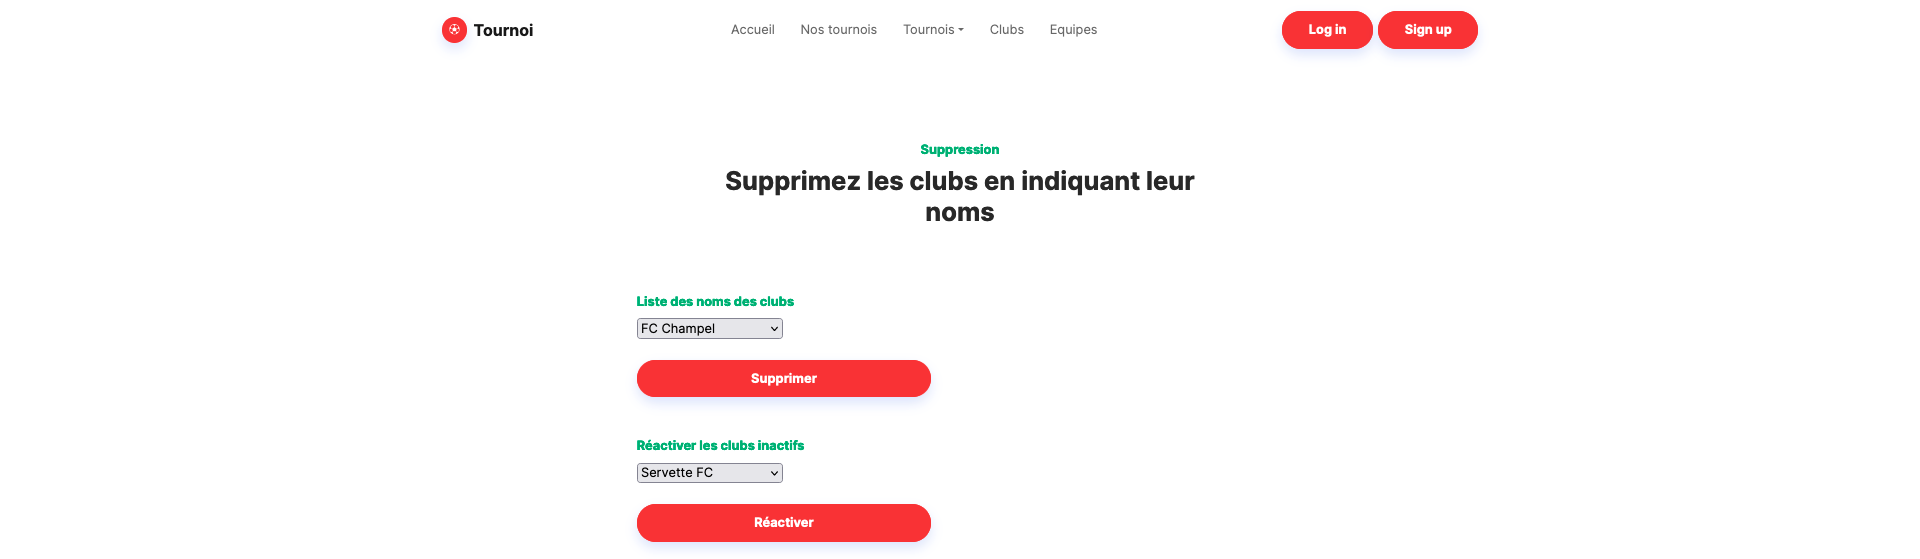 Tournoi
Accueil
Nos tournois
Tournois
Clubs
Equipes
Log in
Sign up
Suppression
Supprimez les clubs en indiquant leur
noms
Liste des noms des clubs
FC Champel
Supprimer
Réactiver les clubs inactifs
Servette FC
Réactiver